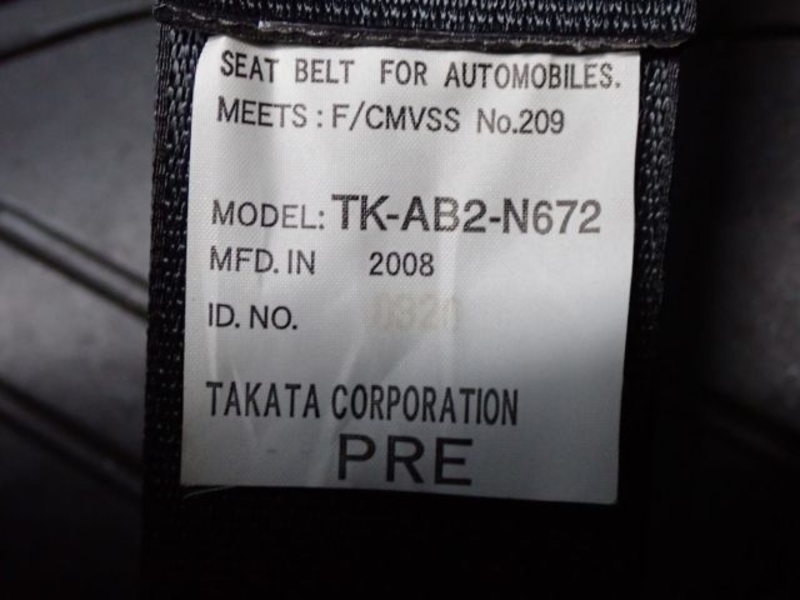 SEAT BELT FOR AUTOMOBILES.
MEETS : F/CMVSS No.209
MODEL: TK-AB2-N672
MFD. IN 2008
ID. NO.
TAKATA CORPORATION
PRE